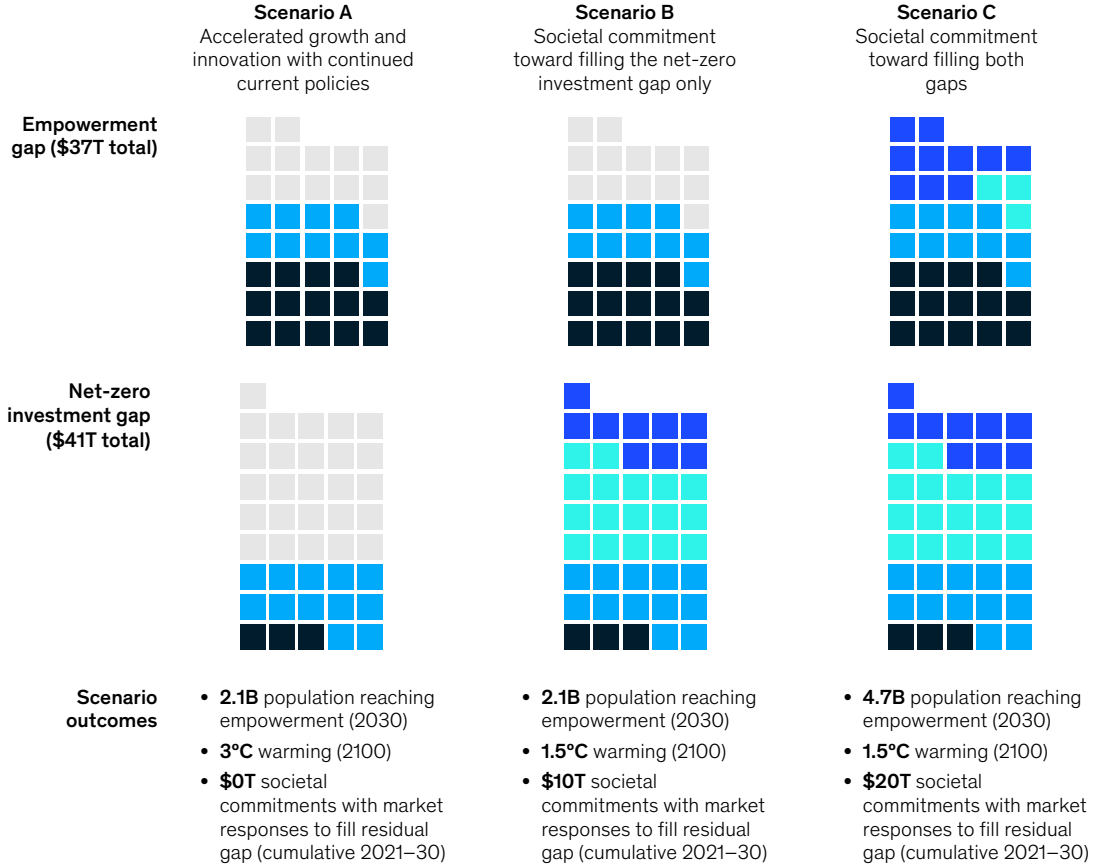 Scenario A
Accelerated growth and
innovation with continued
current policies
Scenario B
Societal commitment
toward filling the net-zero
investment gap only
Scenario C
Societal commitment
toward filling both
gaps
Empowerment
gap ($37T total)
Net-zero
investment gap
($41T total)
Scenario
outcomes
• 2.1B population reaching
empowerment (2030)
• 3°C warming (2100)
• $0T societal
commitments with market
responses to fill residual
gap (cumulative 2021–30)
• 2.1B population reaching
empowerment (2030)
• 1.5°C warming (2100)
• $10T societal
commitments with market
responses to fill residual
gap (cumulative 2021–30)
• 4.7B population reaching
empowerment (2030)
• 1.5°C warming (2100)
• $20T societal
commitments with market
responses to fill residual
gap (cumulative 2021–30)